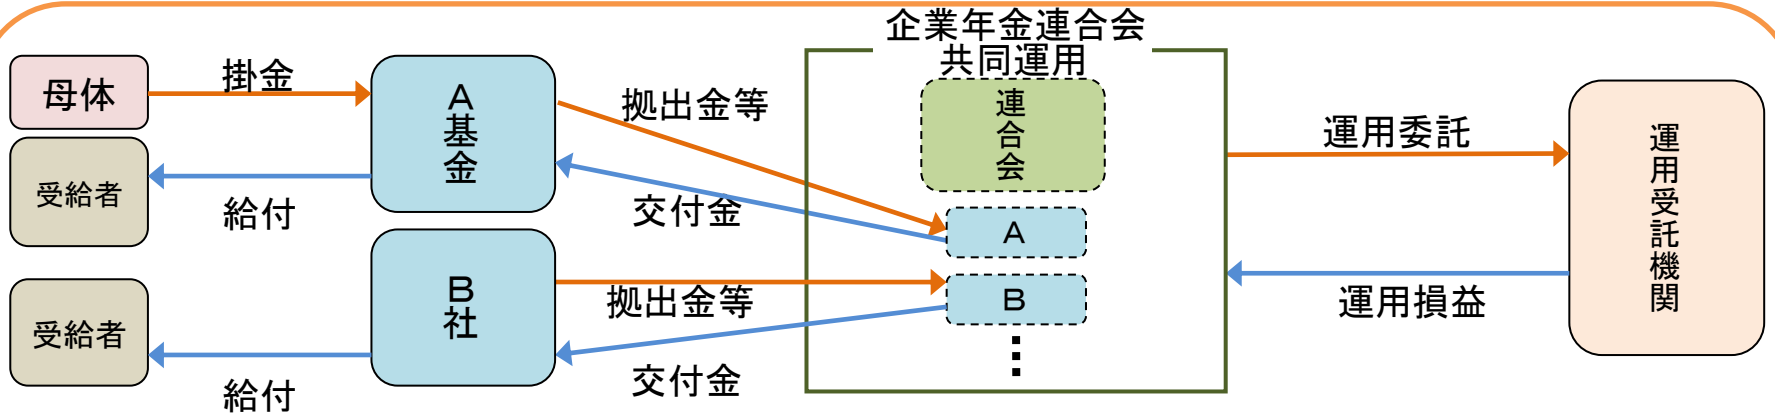 企業年金連合会
共同運用
母体
掛金
A基金
拠出金等
連合会
運用委託
運用受託機関
受給者
給付
交付金
A
B社
拠出金等
B
運用損益
受給者
給付
交付金